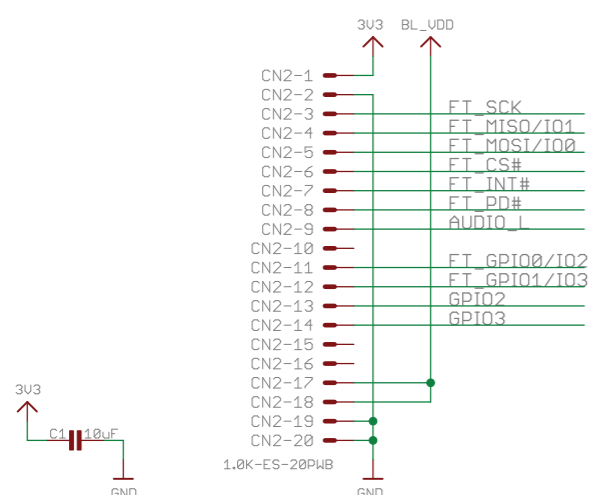 3V3 BL_VDD
CN2-1
CN2-2
CN2-3 FT_SCK
CN2-4 FT_MISO/IO1
CN2-5 FT_MOSI/IO0
CN2-6 FT_CS#
CN2-7 FT_INT#
CN2-8 FT_PD#
CN2-9 AUDIO_L
CN2-10
CN2-11 FT_GPIO0/IO2
CN2-12 FT_GPIO1/IO3
CN2-13 GPIO2
CN2-14 GPIO3
CN2-15
CN2-16
CN2-17
CN2-18
CN2-19
CN2-20
1.0K-ES-20PWB
GND
3V3
C1 10uF
GND